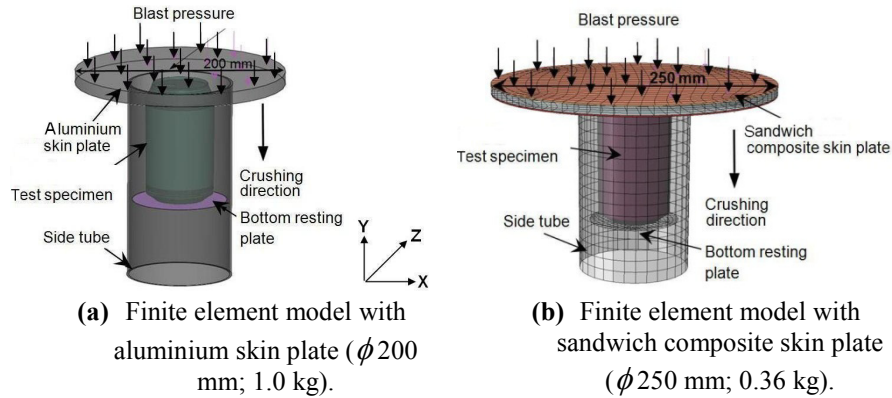 Blast pressure
200 mm
Aluminium
skin plate
Test specimen
Crushing
direction
Bottom resting
plate
Side tube
Y
Z
X
(a) Finite element model with
aluminium skin plate (ϕ200
mm; 1.0 kg).
Blast pressure
250 mm
Sandwich
composite skin plate
Test specimen
Crushing
direction
Bottom resting
plate
Side tube
(b) Finite element model with
sandwich composite skin plate
(ϕ250 mm; 0.36 kg).